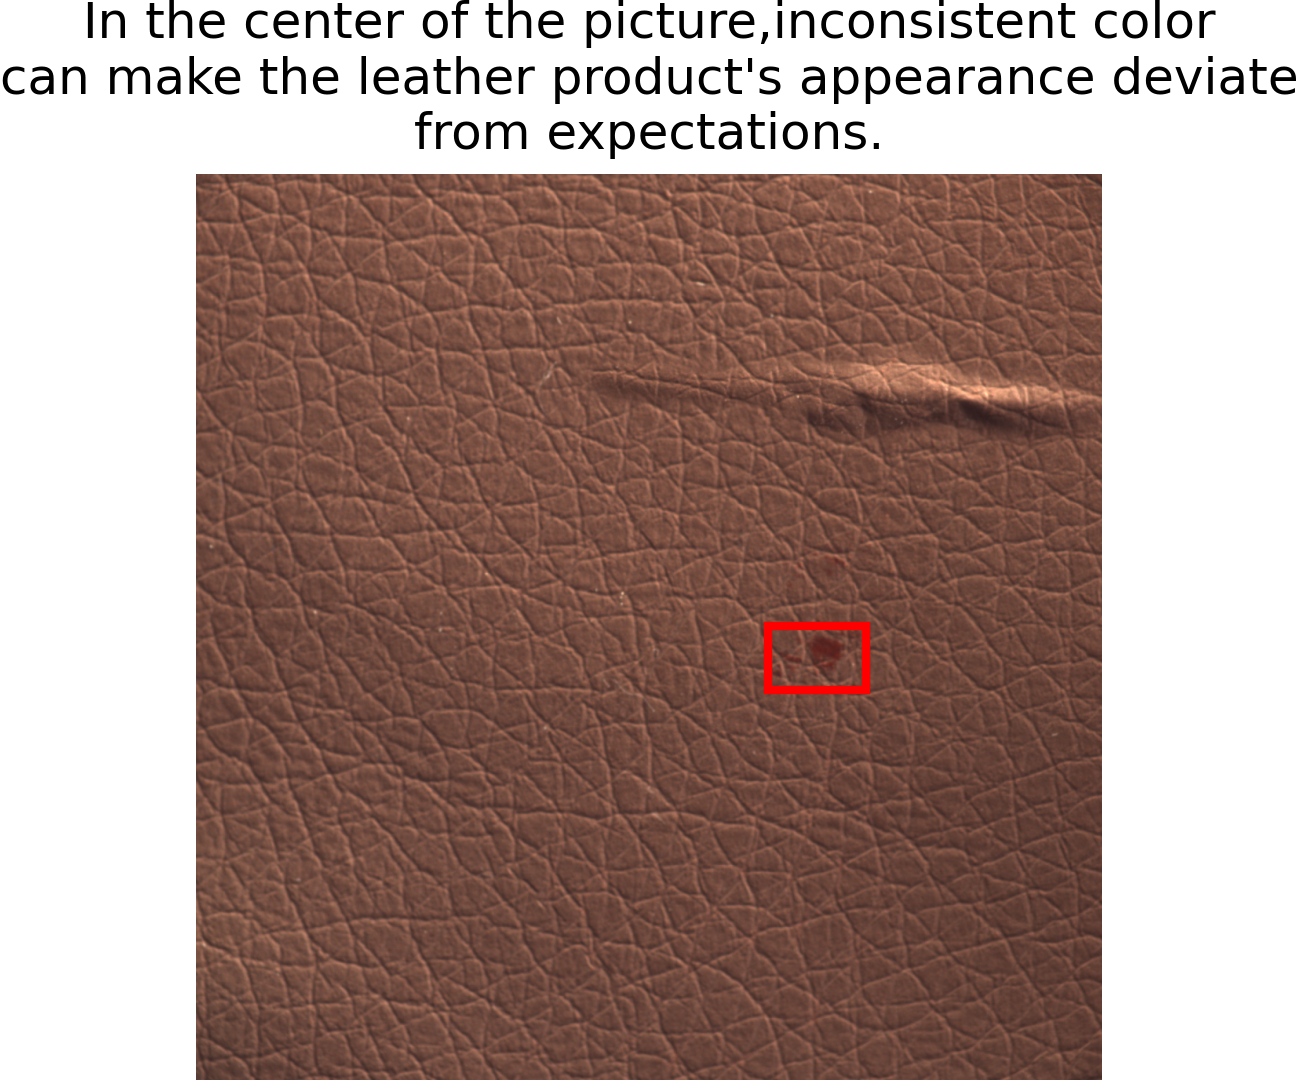 In the center of the picture,inconsistent color
can make the leather product's appearance deviate
from expectations.